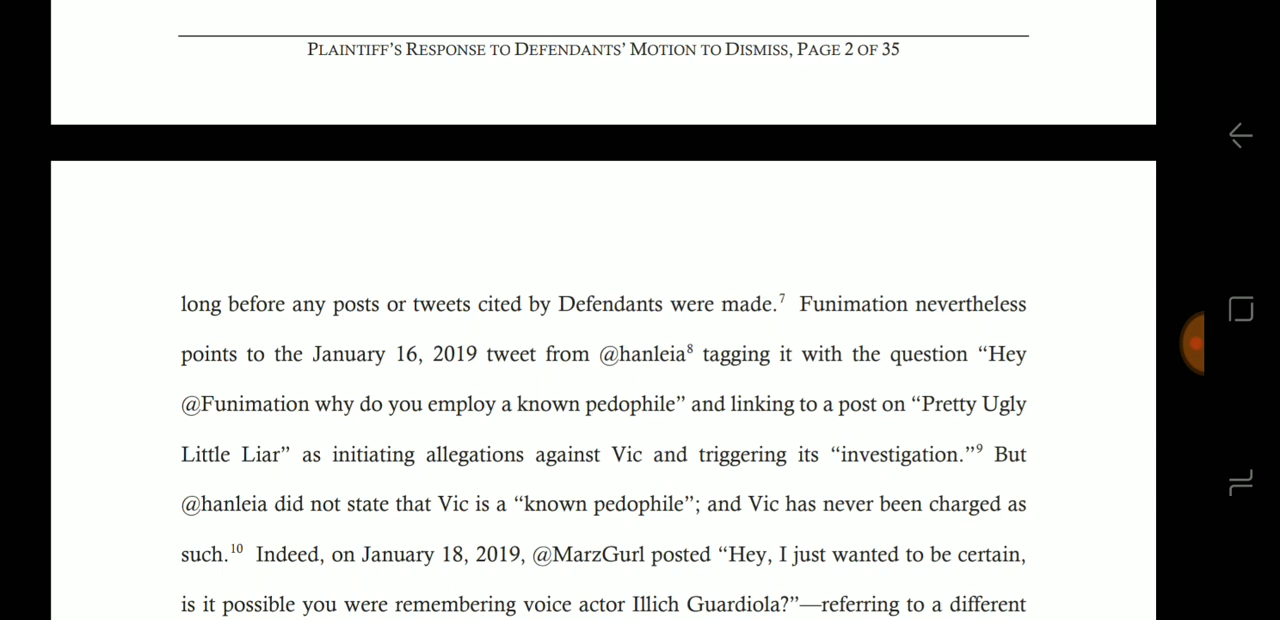 PLAINTIFF'S RESPONSE TO DEFENDANTS' MOTION TO DISMISS, PAGE 2 OF 35
long before any posts or tweets cited by Defendants were made.7 Funimation nevertheless
points to the January 16, 2019 tweet from @hanleia8 tagging it with the question “Hey
@Funimation why do you employ a known pedophile” and linking to a post on “Pretty Ugly
Little Liar” as initiating allegations against Vic and triggering its “investigation.”9 But
@hanleia did not state that Vic is a “known pedophile”; and Vic has never been charged as
such.10 Indeed, on January 18, 2019, @MarzGurl posted “Hey, I just wanted to be certain,
is it possible you were remembering voice actor Illich Guardiola?”—referring to a different